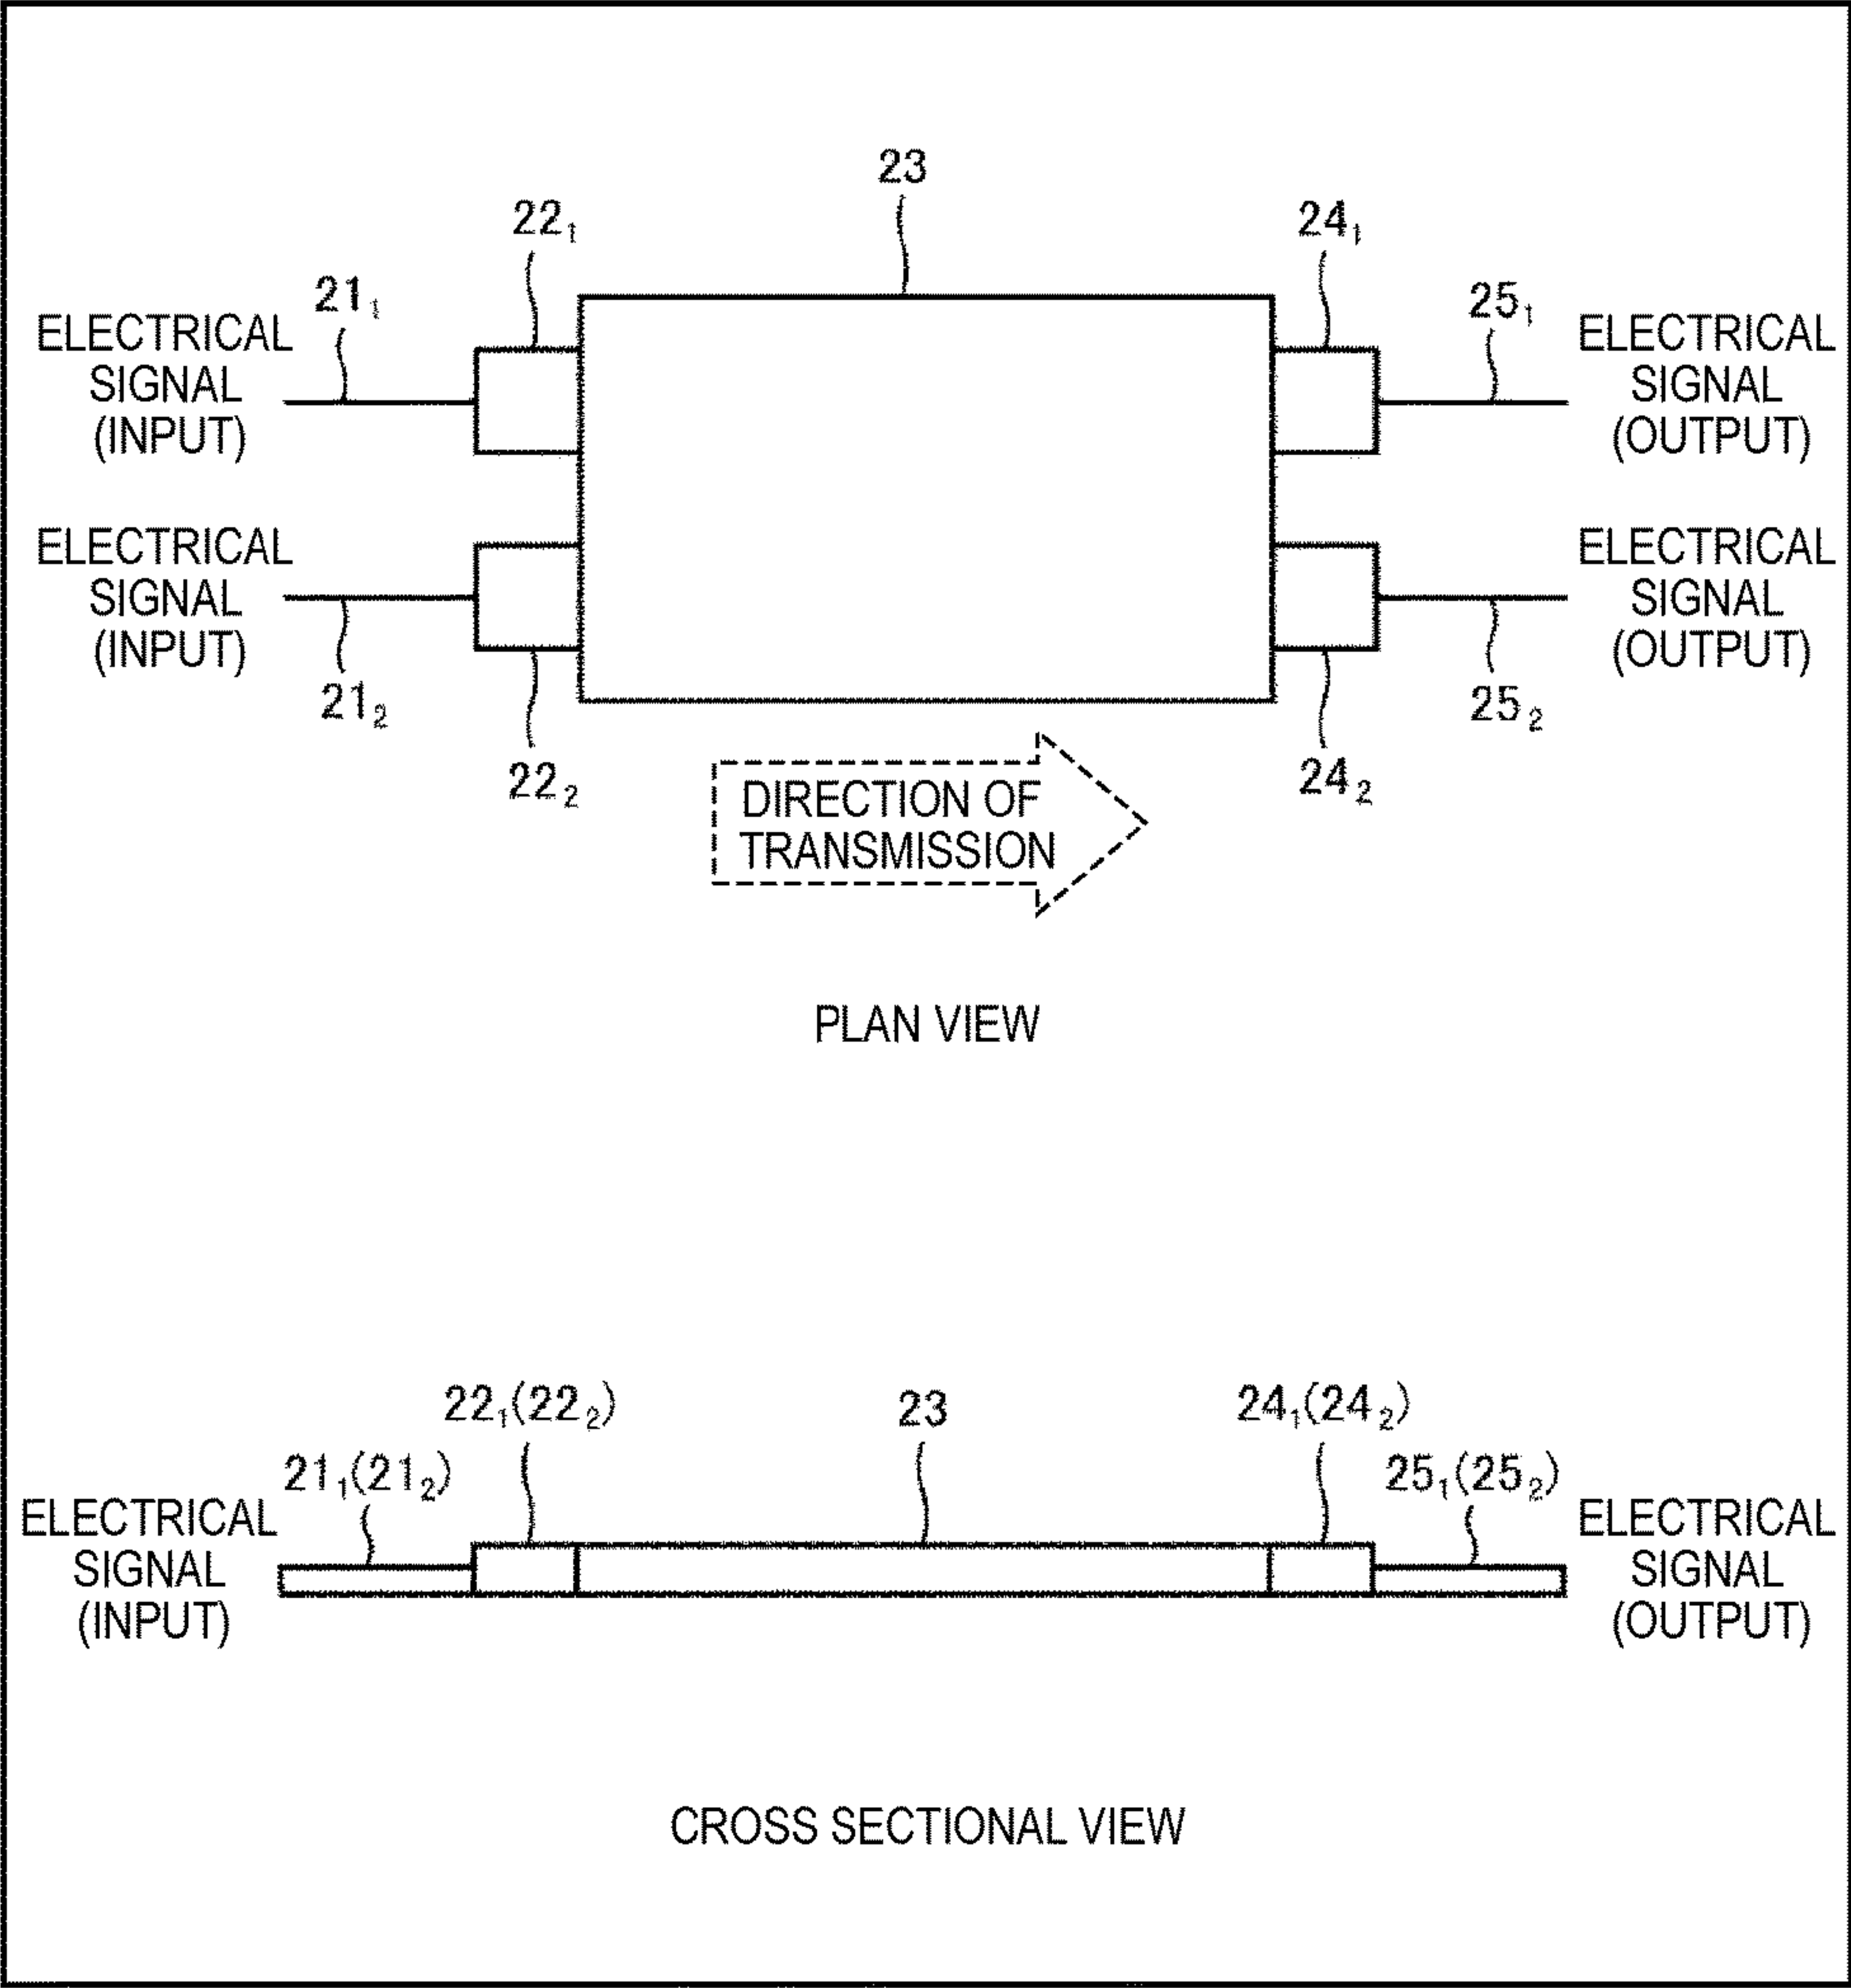 23
22₁
24₁
21₁
25₁
ELECTRICAL
SIGNAL
(INPUT)
ELECTRICAL
SIGNAL
(OUTPUT)
ELECTRICAL
SIGNAL
(INPUT)
ELECTRICAL
SIGNAL
(OUTPUT)
21₂
25₂
22₂
24₂
DIRECTION OF
TRANSMISSION
PLAN VIEW
22₁(22₂)
23
24₁(24₂)
21₁(21₂)
25₁(25₂)
ELECTRICAL
SIGNAL
(INPUT)
ELECTRICAL
SIGNAL
(OUTPUT)
CROSS SECTIONAL VIEW